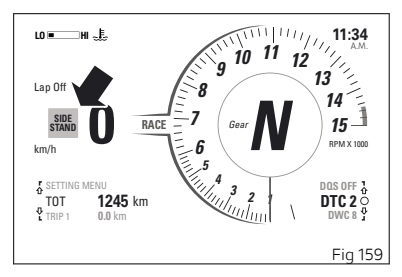 LO HI
11:34
A.M.
Lap Off
SIDE
STAND
0
km/h
RACE
Gear
N
1
2
3
4
5
6
7
8
9
10
11
12
13
14
15
RPM X 1000
SETTING MENU
TOT 1245 km
TRIP 1 0.0 km
DQS OFF
DTC 2
DWC 8
Fig 159